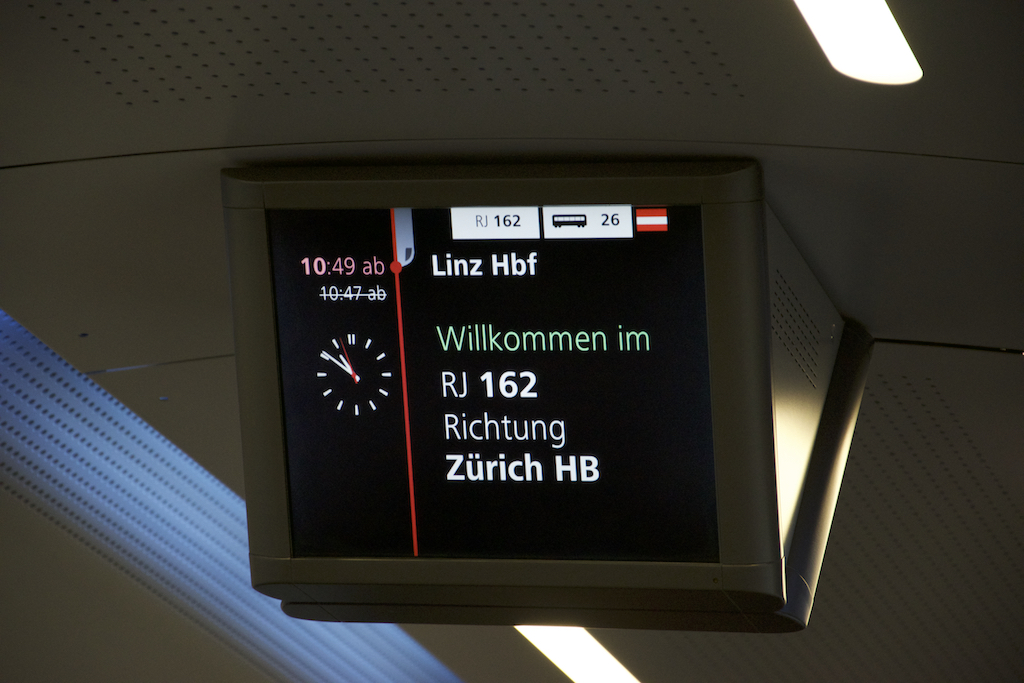 RJ 162 26
10:49 ab Linz Hbf
10:47 ab
Willkommen im
RJ 162
Richtung
Zürich HB